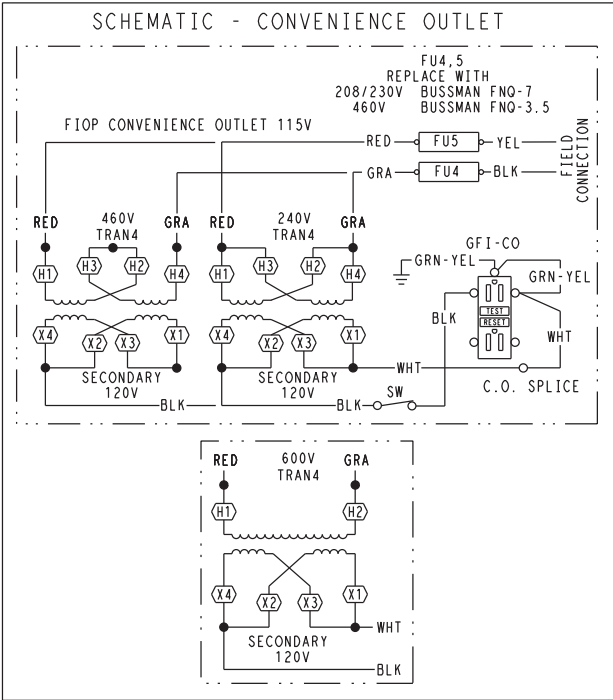 SCHEMATIC - CONVENIENCE OUTLET
FU4,5
REPLACE WITH
208/230V BUSSMAN FNQ-7
460V BUSSMAN FNQ-3.5
FIOP CONVENIENCE OUTLET 115V
RED FU5 YEL
GRA FU4 BLK
FIELD
CONNECTION
RED 460V GRA RED 240V GRA
TRAN4 TRAN4
GFI-CO
H1 H3 H2 H4 H1 H3 H2 H4
GRN-YEL
GRN-YEL
TEST
RESET
BLK
WHT
X4 X2 X3 X1 X4 X2 X3 X1
WHT
C.O. SPLICE
SECONDARY SECONDARY
120V 120V
SW
BLK BLK
RED 600V GRA
TRAN4
H1 H2
X4 X2 X3 X1
WHT
SECONDARY
120V
BLK